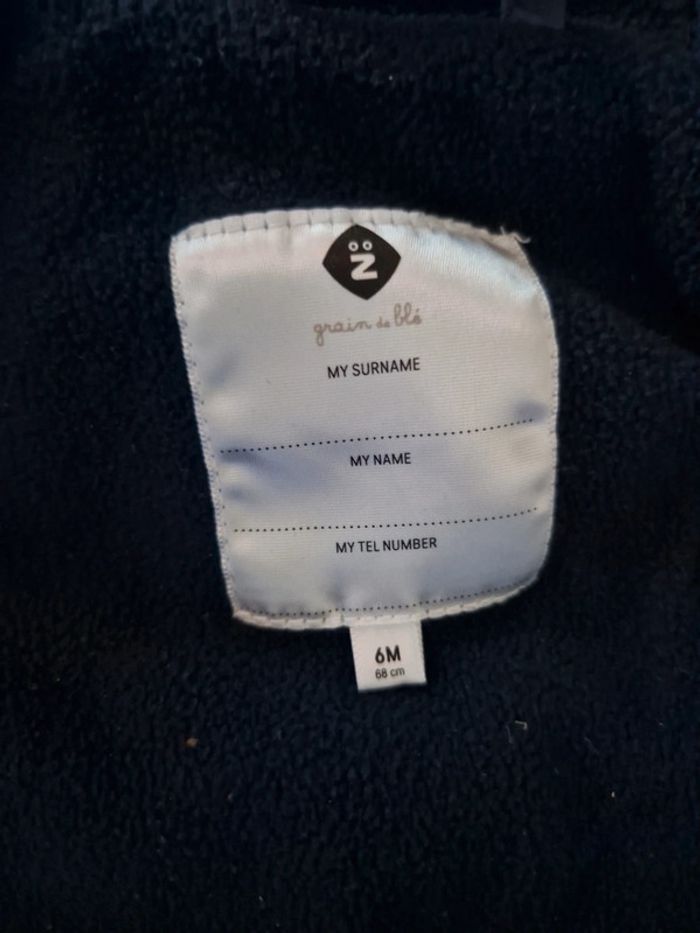 Z
grain de blé
MY SURNAME
MY NAME
MY TEL NUMBER
6M
68 cm